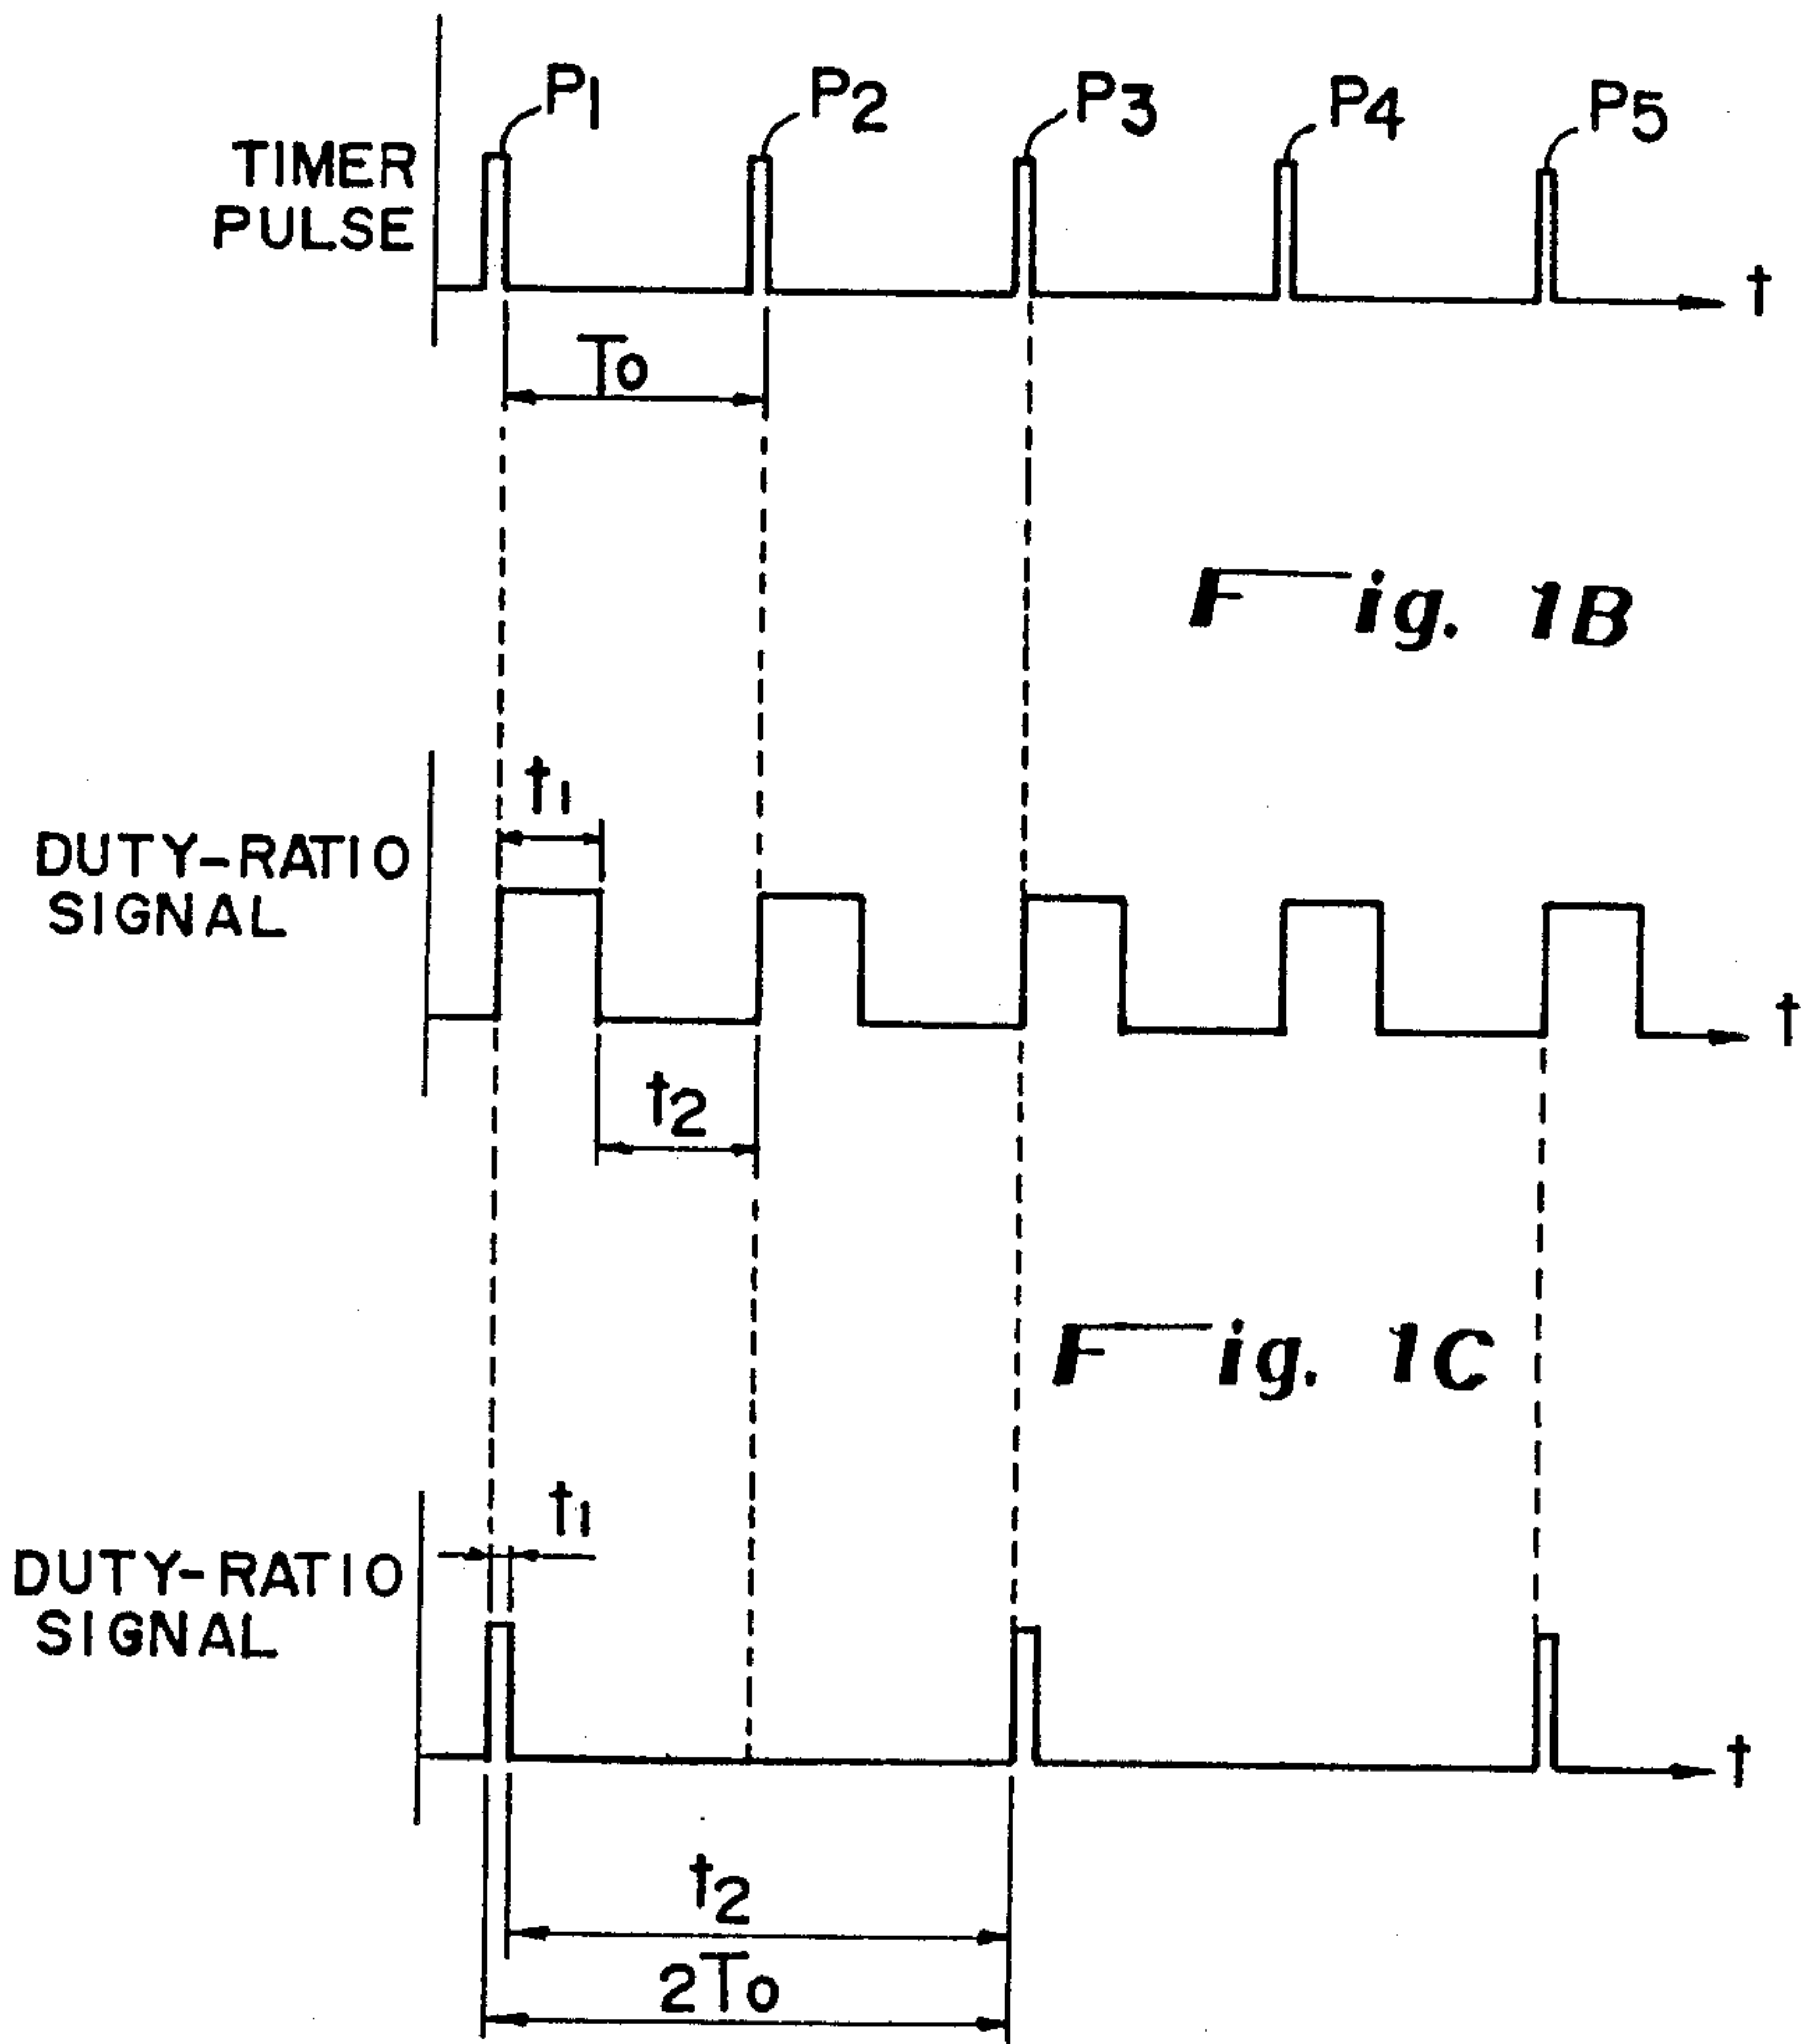 P1 P2 P3 P4 P5
TIMER
PULSE
t
To
Fig. 1B
t1
DUTY-RATIO
SIGNAL
t
t2
Fig. 1C
t1
DUTY-RATIO
SIGNAL
t
t2
2To